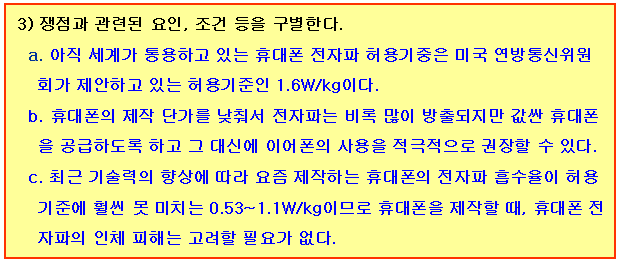 3) 쟁점과 관련된 요인, 조건 등을 구별한다.
a. 아직 세계가 통용하고 있는 휴대폰 전자파 허용기중은 미국 연방통신위원
회가 제안하고 있는 허용기준인 1.6W/kg이다.
b. 휴대폰의 제작 단가를 낮춰서 전자파는 비록 많이 방출되지만 값싼 휴대폰
을 공급하도록 하고 그 대신에 이어폰의 사용을 적극적으로 권장할 수 있다.
c. 최근 기술력의 향상에 따라 요즘 제작하는 휴대폰의 전자파 흡수율이 허용
기준에 훨씬 못 미치는 0.53~1.1W/kg이므로 휴대폰을 제작할 때, 휴대폰 전
자파의 인체 피해는 고려할 필요가 없다.